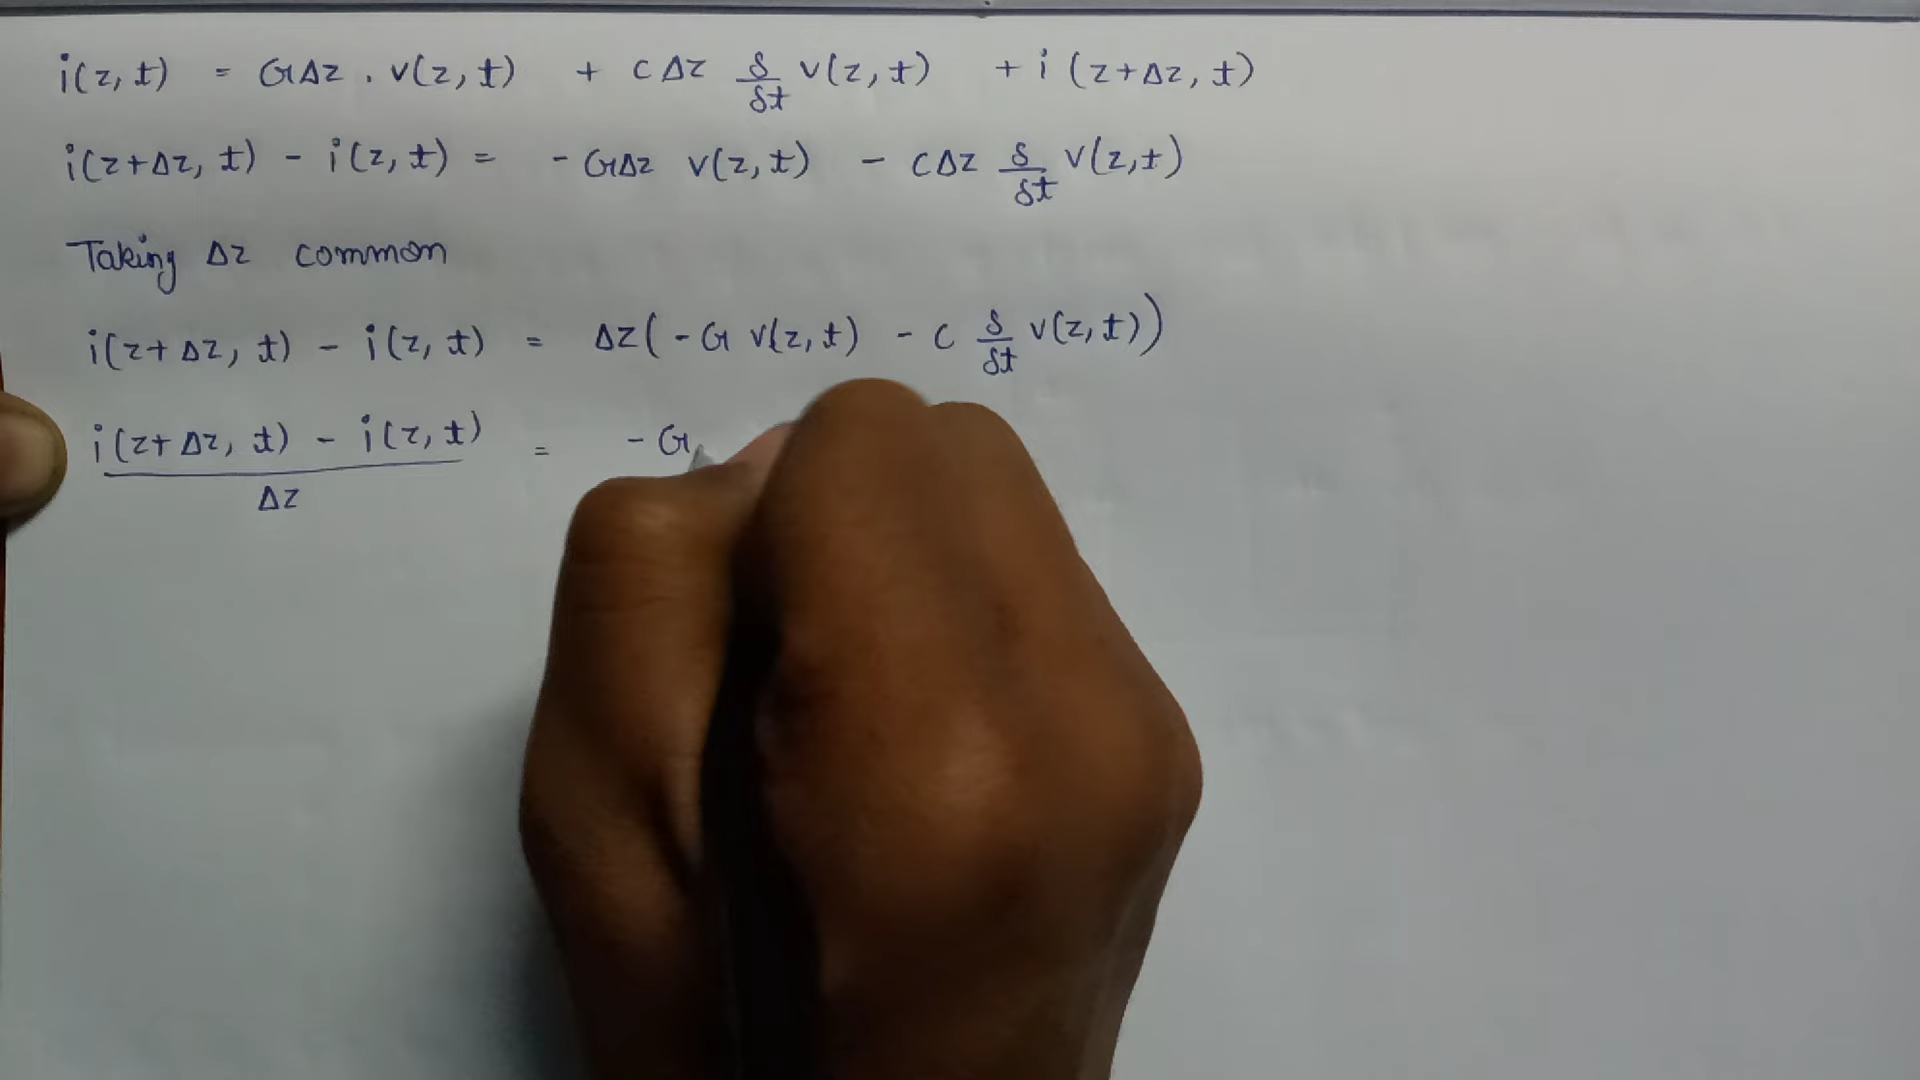 i(z, t) = GΔz . v(z, t) + CΔz δ/δt v(z, t) + i (z+Δz, t)
i(z+Δz, t) - i(z, t) = - GΔz v(z, t) - CΔz δ/δt v(z,t)
Taking Δz common
i(z+Δz, t) - i(z, t) = Δz(-G v(z, t) - C δ/δt v(z, t))
i(z+Δz, t) - i(z, t) / Δz = - G